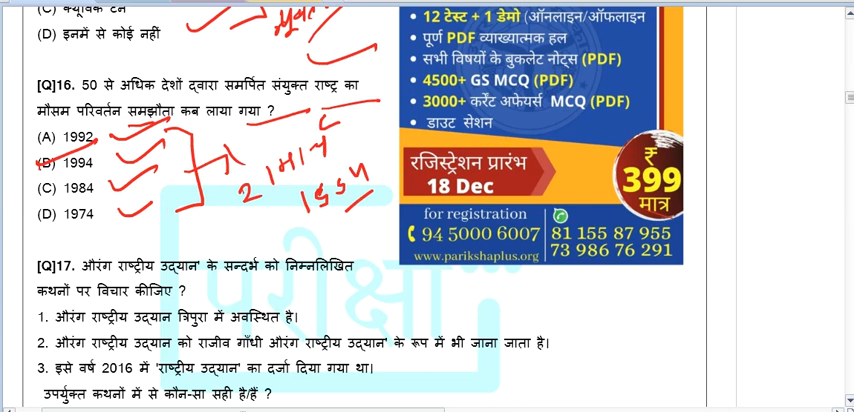 (C) क्यूबिक टन
(D) इनमें से कोई नहीं
[Q]16. 50 से अधिक देशों द्वारा समर्पित संयुक्त राष्ट्र का
मौसम परिवर्तन समझौता कब लाया गया ?
(A) 1992
(B) 1994
(C) 1984
(D) 1974
21 मार्च
1994
[Q]17. औरंग राष्ट्रीय उद्यान' के सन्दर्भ को निम्नलिखित
कथनों पर विचार कीजिए ?
1. औरंग राष्ट्रीय उद्यान त्रिपुरा में अवस्थित है।
2. औरंग राष्ट्रीय उद्यान को राजीव गाँधी औरंग राष्ट्रीय उद्यान' के रूप में भी जाना जाता है।
3. इसे वर्ष 2016 में 'राष्ट्रीय उद्यान' का दर्जा दिया गया था।
उपर्युक्त कथनों में से कौन-सा सही है/हैं ?
• 12 टेस्ट + 1 डेमो (ऑनलाइन/ऑफलाइन
• पूर्ण PDF व्याख्यात्मक हल
• सभी विषयों के बुकलेट नोट्स (PDF)
• 4500+ GS MCQ (PDF)
• 3000+ करेंट अफेयर्स MCQ (PDF)
• डाउट सेशन
रजिस्ट्रेशन प्रारंभ
18 Dec
₹
399
मात्र
for registration
94 5000 6007
www.parikshaplus.org
81 155 87 955
73 986 76 291
परीक्षा